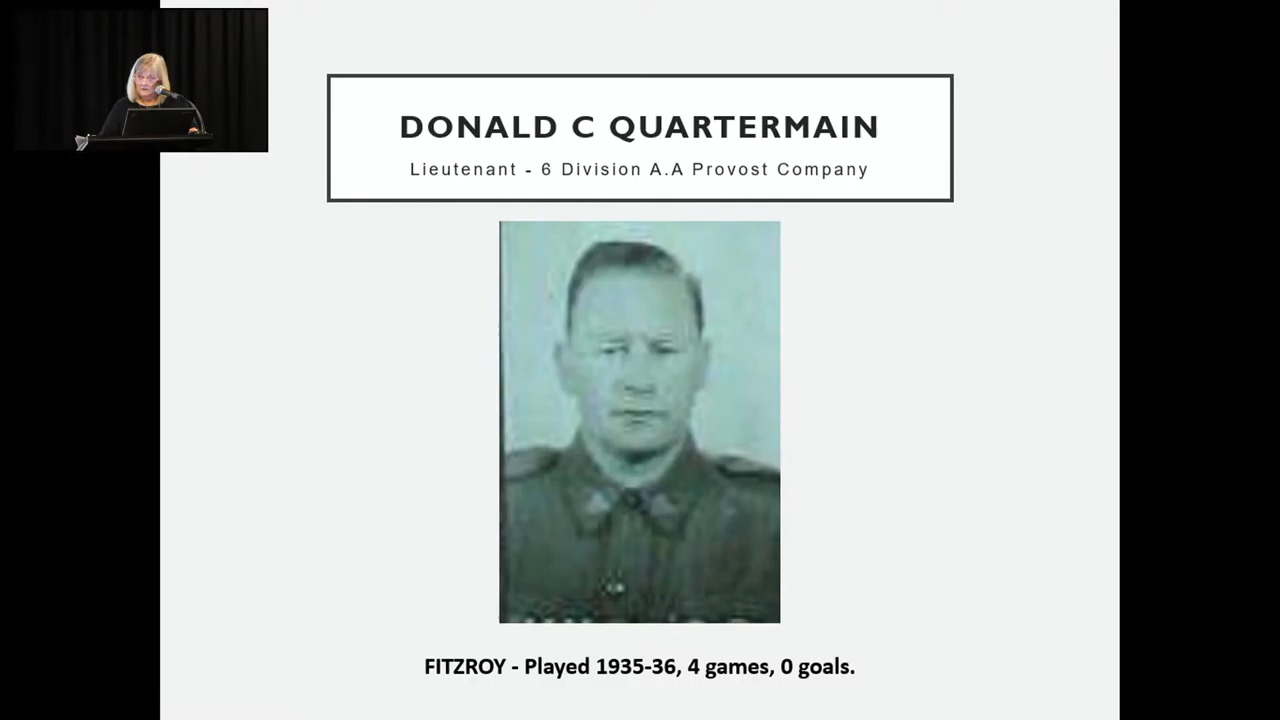 DONALD C QUARTERMAIN
Lieutenant - 6 Division A.A Provost Company
FITZROY - Played 1935-36, 4 games, 0 goals.